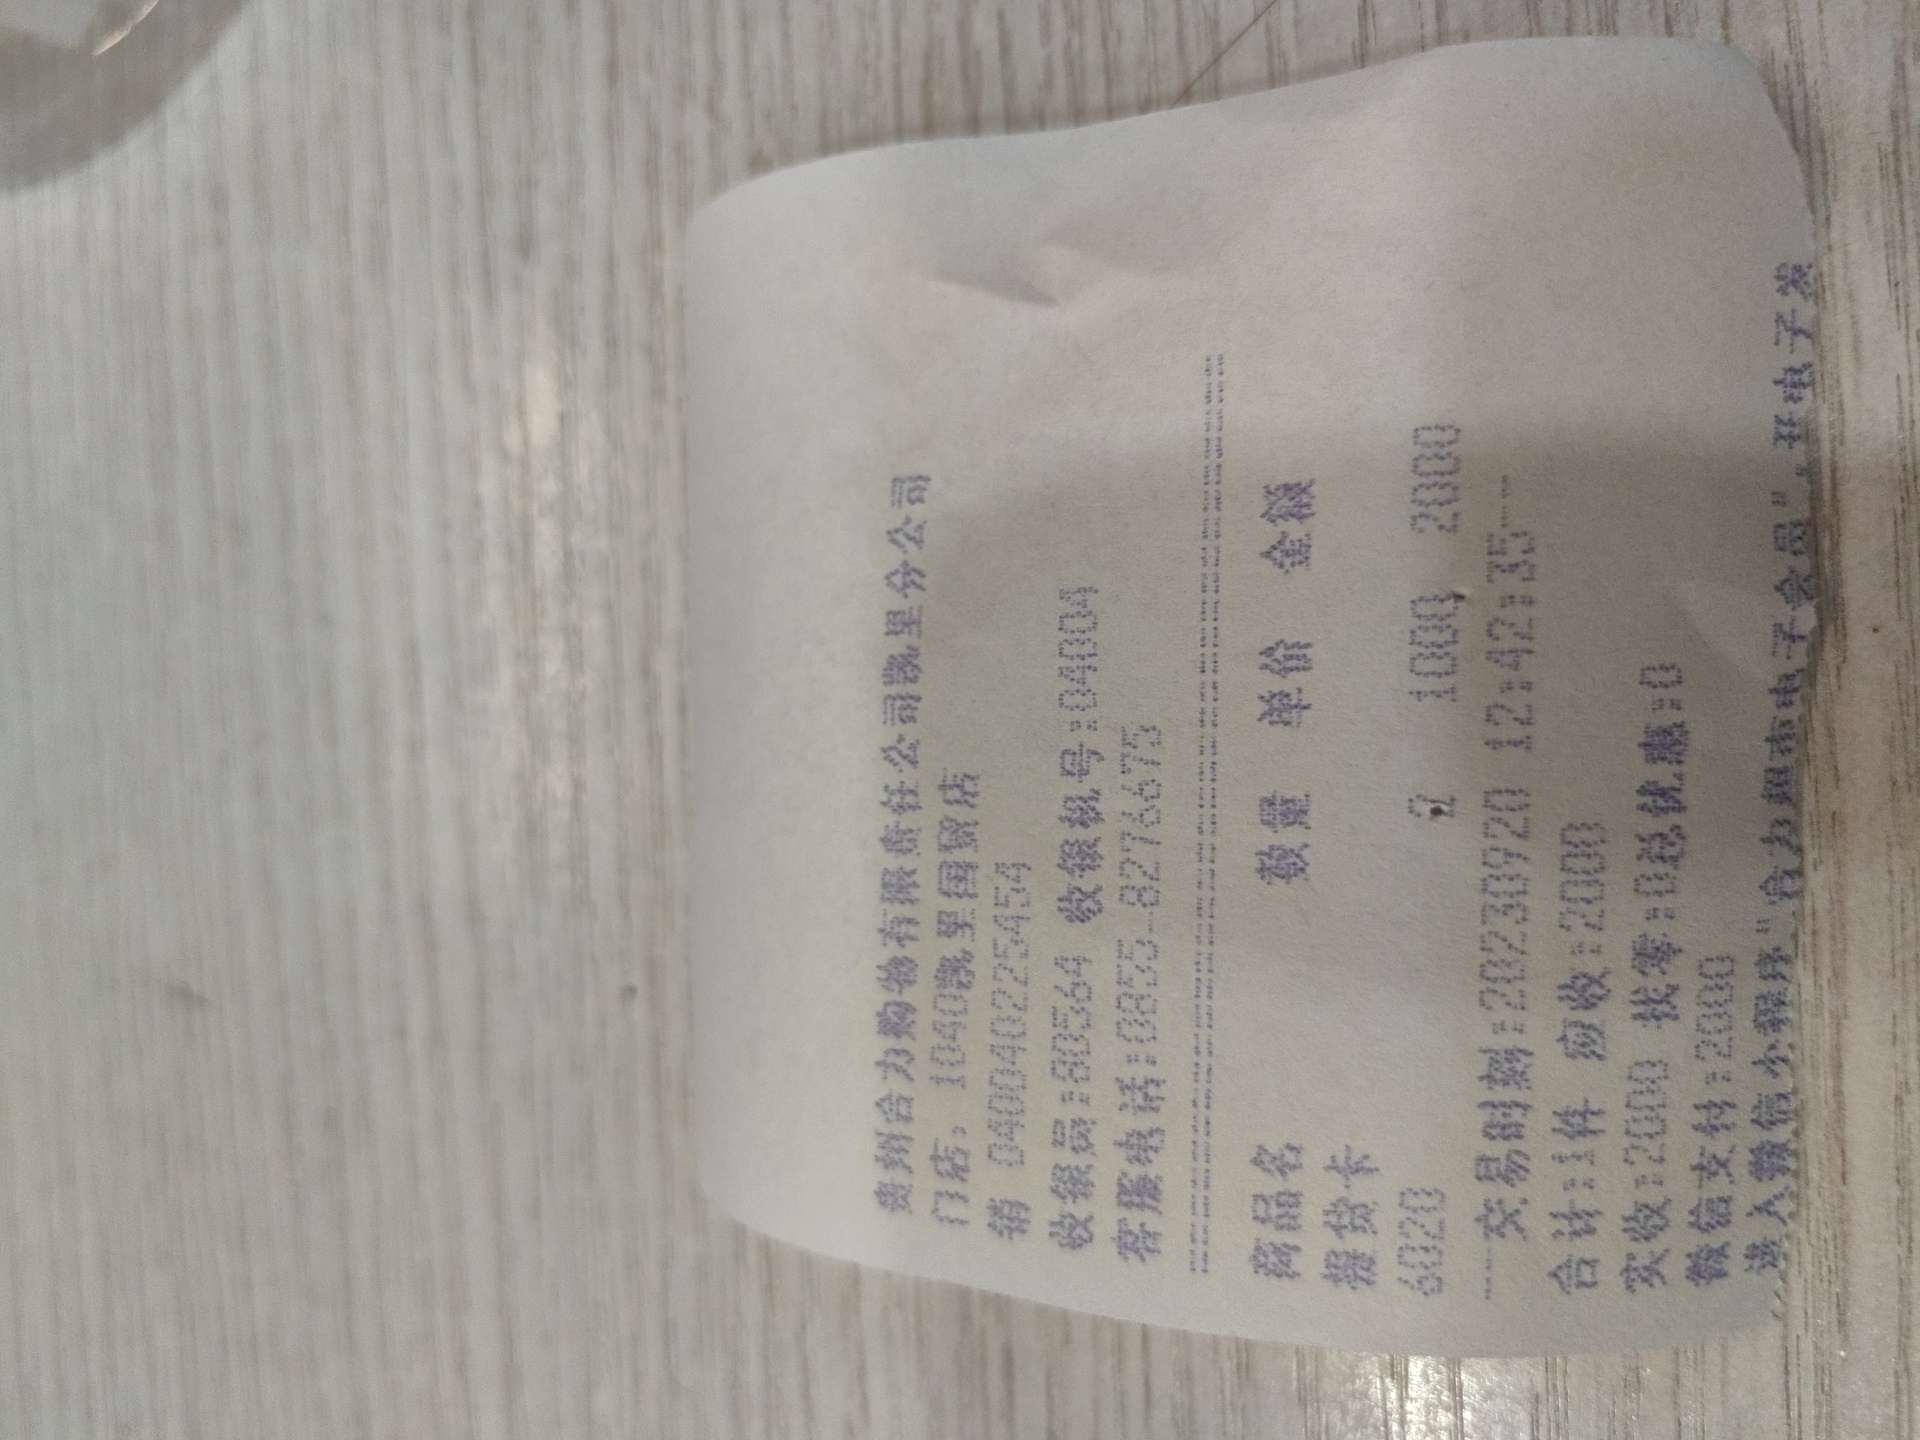 贵州合力购物有限责任公司凯里分公司
门店：1040凯里国贸店
销 0400402254​54
收银员:80564 收银机号:04004
客服电话:0855-8276675
商品名 数量 单价 金额
提货卡
6020 2 1000 2000
----交易时刻:20230920 12:42:35----
合计:1件 应收:2000
实收:2000 找零:0总优惠:0
微信支付:2000
进入微信小程序"合力超市电子会员",开电子发